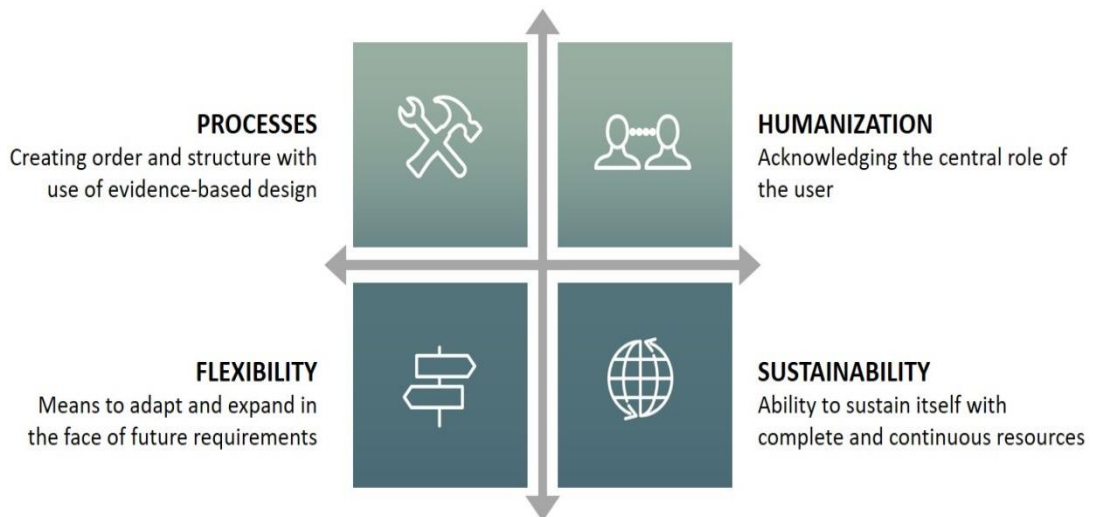 PROCESSES
Creating order and structure with
use of evidence-based design
HUMANIZATION
Acknowledging the central role of
the user
FLEXIBILITY
Means to adapt and expand in
the face of future requirements
SUSTAINABILITY
Ability to sustain itself with
complete and continuous resources